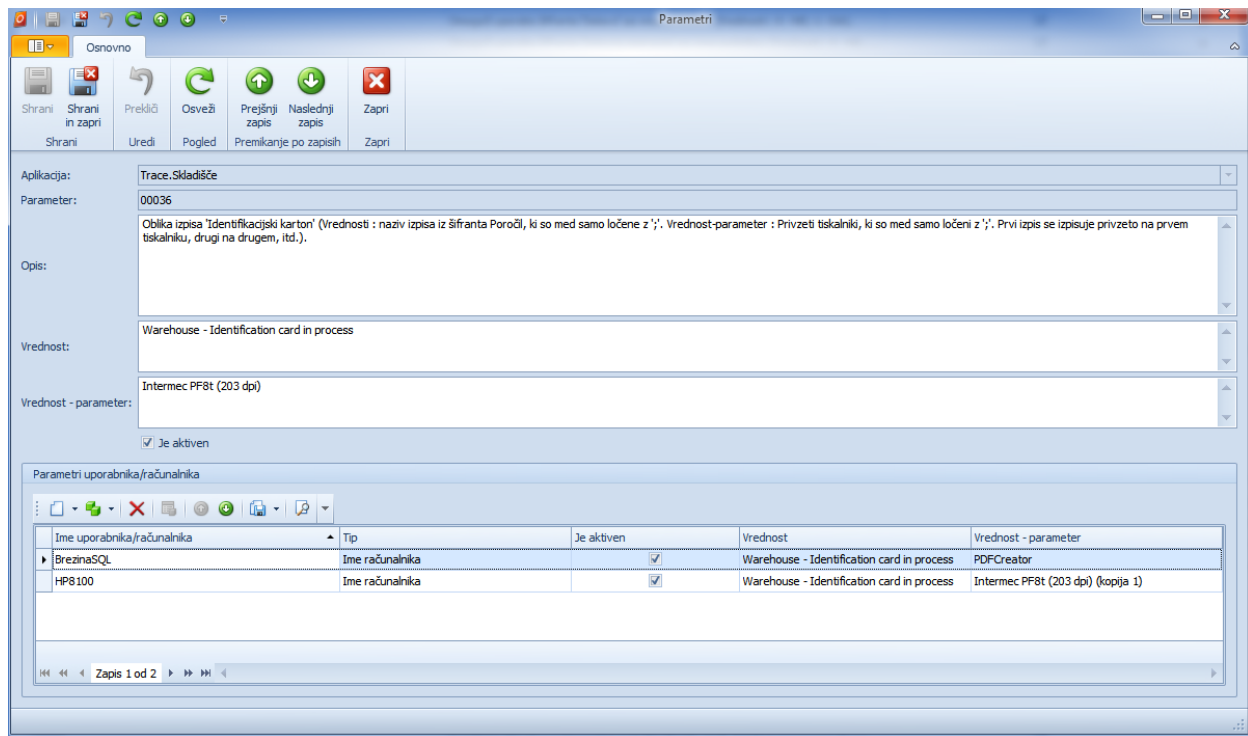 Parametri
Osnovno
Shrani
Shrani
in zapri
Prekliči
Osveži
Prejšnji
zapis
Naslednji
zapis
Zapri
Shrani
Uredi
Pogled
Premikanje po zapisih
Zapri
Aplikacija:
Trace.Skladišče
Parameter:
00036
Opis:
Oblika izpisa 'Identifikacijski karton' (Vrednosti : naziv izpisa iz šifranta Poročil, ki so med samo ločene z ';'. Vrednost-parameter : Privzeti tiskalniki, ki so med samo ločeni z ';'. Prvi izpis se izpisuje privzeto na prvem
tiskalniku, drugi na drugem, itd.).
Vrednost:
Warehouse - Identification card in process
Vrednost - parameter:
Intermec PF8t (203 dpi)
Je aktiven
Parametri uporabnika/računalnika
Ime uporabnika/računalnika Tip Je aktiven Vrednost Vrednost - parameter
BrezinaSQL Ime računalnika Warehouse - Identification card in process PDFCreator
HP8100 Ime računalnika Warehouse - Identification card in process Intermec PF8t (203 dpi) (kopija 1)
Zapis 1 od 2